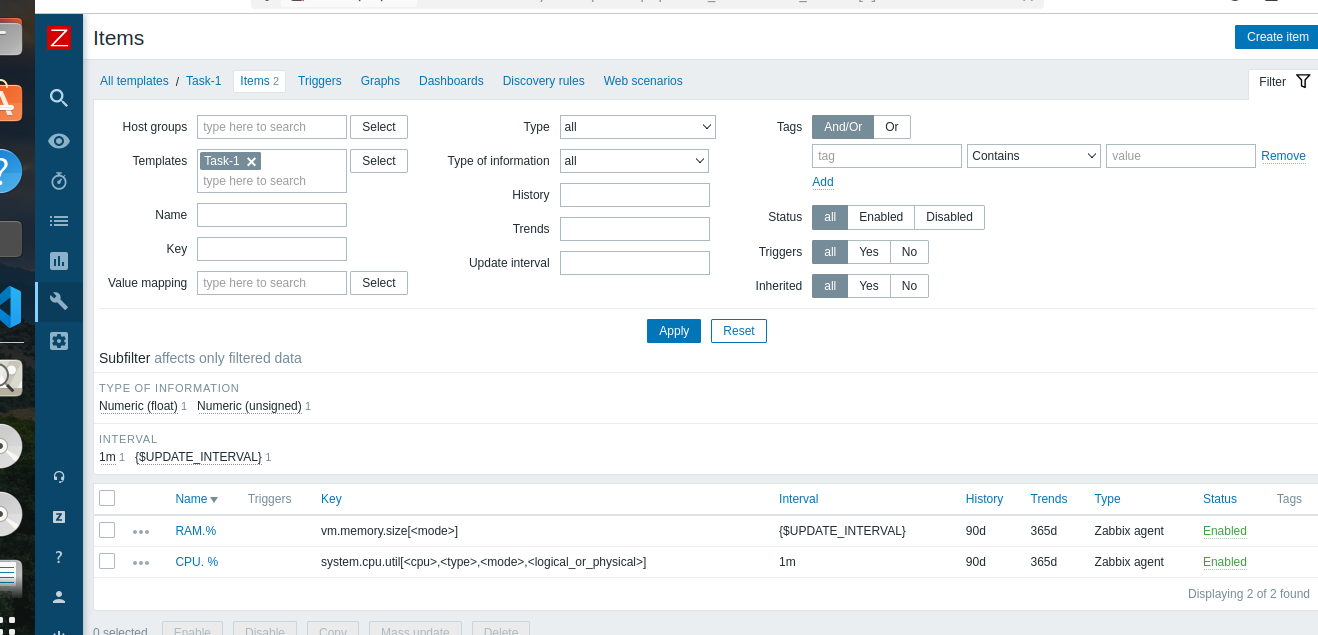 Z
Items
Create item
All templates / Task-1 Items 2 Triggers Graphs Dashboards Discovery rules Web scenarios
Filter
Host groups type here to search Select Type all Tags And/Or Or
tag Contains value Remove
Templates Task-1 Select Type of information all
type here to search Add
History
Name Trends Status all Enabled Disabled
Key Update interval Triggers all Yes No
Value mapping type here to search Select Inherited all Yes No
Apply Reset
Subfilter affects only filtered data
TYPE OF INFORMATION
Numeric (float) 1 Numeric (unsigned) 1
INTERVAL
1m 1 {$UPDATE_INTERVAL} 1
Name Triggers Key Interval History Trends Type Status Tags
RAM.% vm.memory.size[<mode>] {$UPDATE_INTERVAL} 90d 365d Zabbix agent Enabled
CPU. % system.cpu.util[<cpu>,<type>,<mode>,<logical_or_physical>] 1m 90d 365d Zabbix agent Enabled
Displaying 2 of 2 found
0 selected Enable Disable Copy Mass update Delete